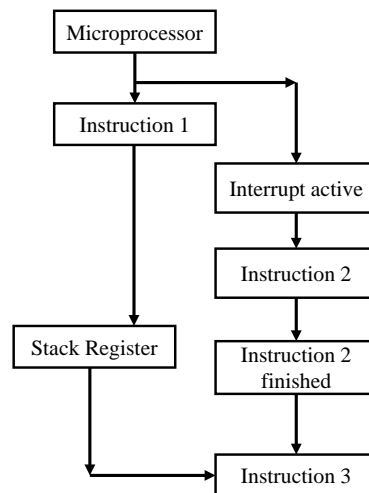 Microprocessor
Instruction 1
Interrupt active
Instruction 2
Stack Register
Instruction 2
finished
Instruction 3